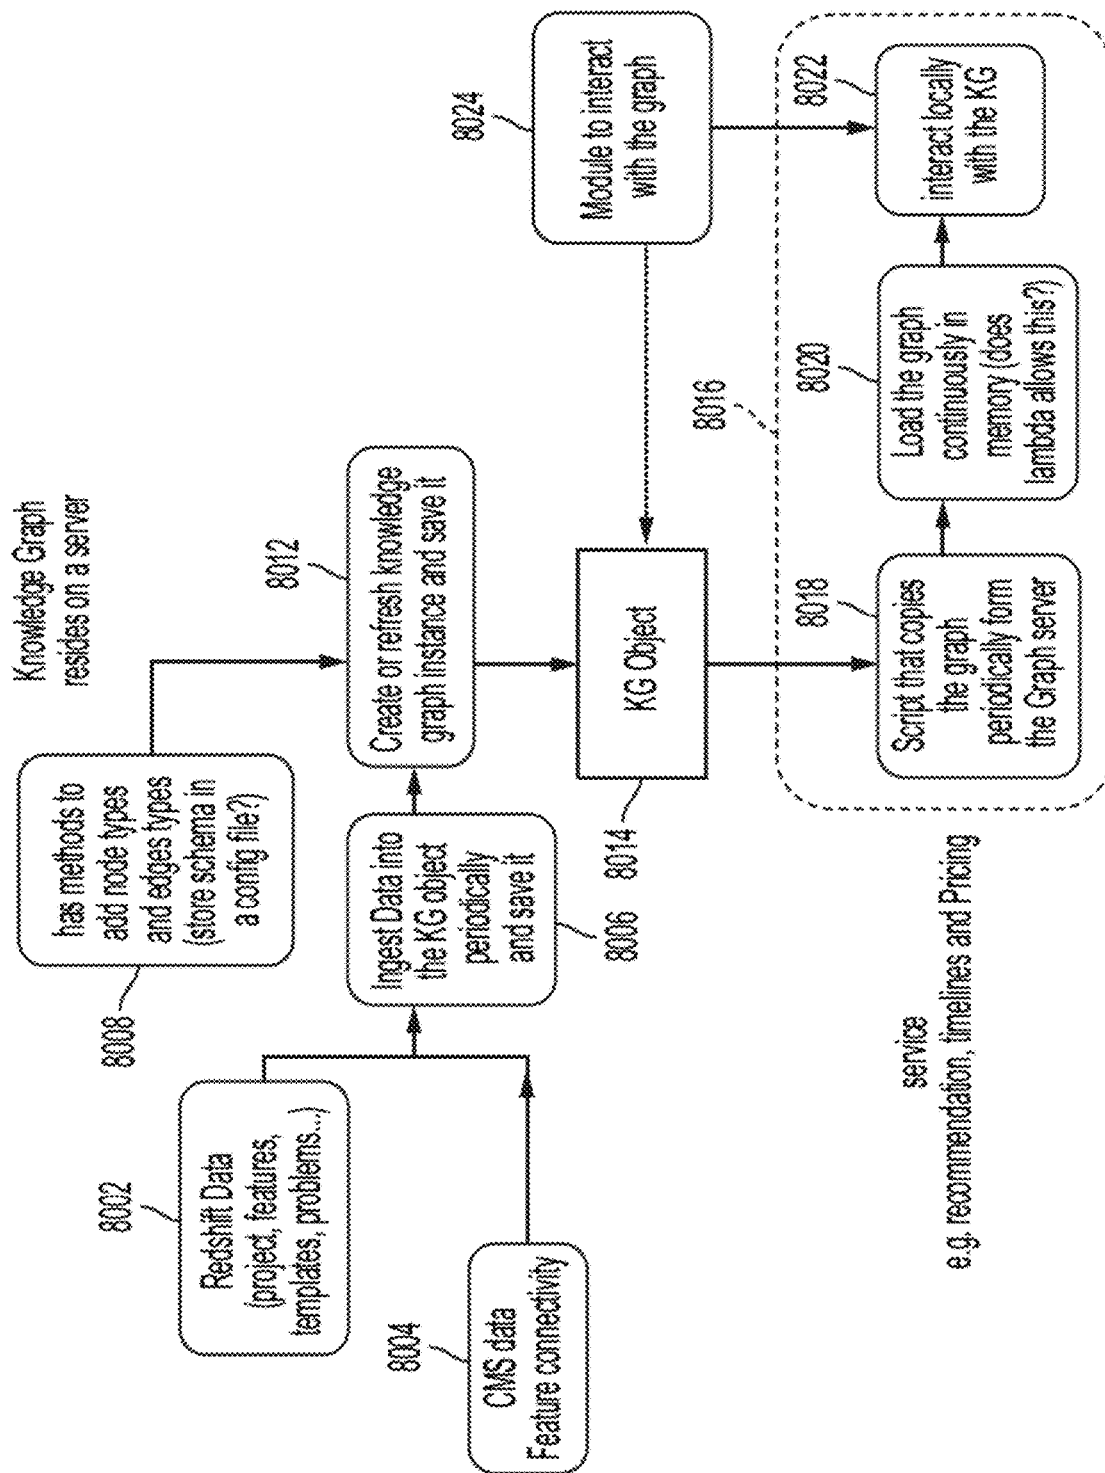 Knowledge Graph
resides on a server
8002
Redshift Data
(project, features,
templates, problems...)
8004
CMS data
Feature connectivity
8008
has methods to
add node types
and edges types
(store schema in
a config file?)
8006
Ingest Data into
the KG object
periodically
and save it
8012
Create or refresh knowledge
graph instance and save it
8014
KG Object
8024
Module to interact
with the graph
8016
8018
Script that copies
the graph
periodically form
the Graph server
8020
Load the graph
continuously in
memory (does
lambda allows this?)
8022
interact locally
with the KG
service
e.g. recommendation, timelines and Pricing